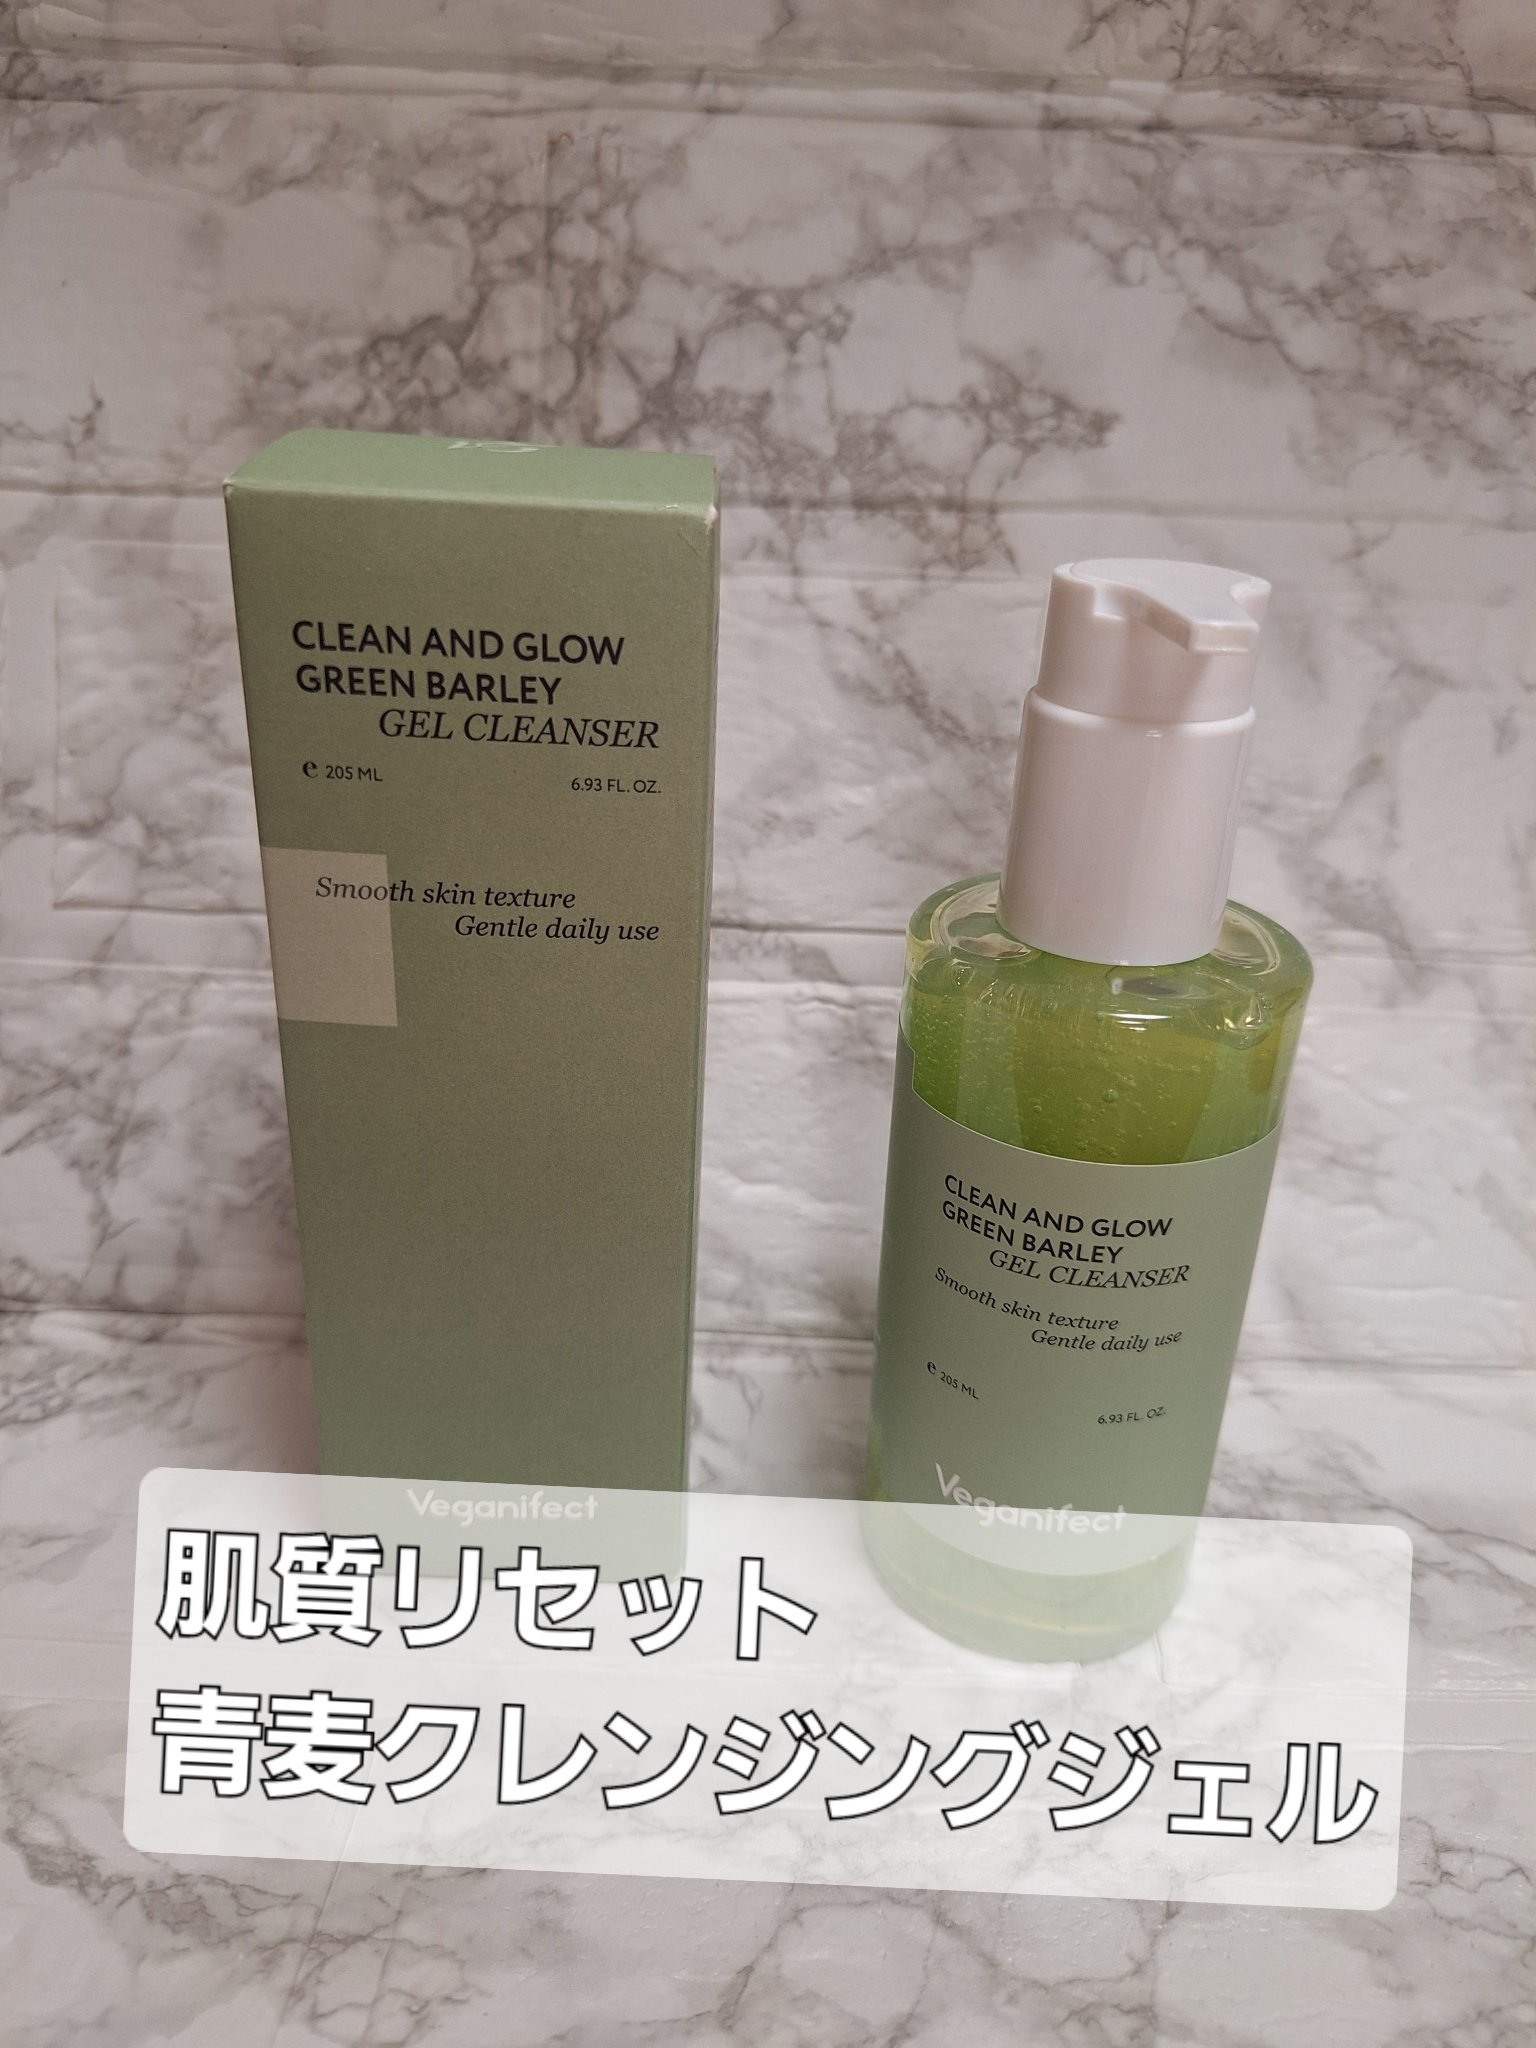 CLEAN AND GLOW
GREEN BARLEY
GEL CLEANSER
℮ 205 ML
6.93 FL. OZ.
Smooth skin texture
Gentle daily use
Veganifect
CLEAN AND GLOW
GREEN BARLEY
GEL CLEANSER
Smooth skin texture
Gentle daily use
℮ 205 ML
6.93 FL. OZ.
Veganifect
肌質リセット
青麦クレンジングジェル